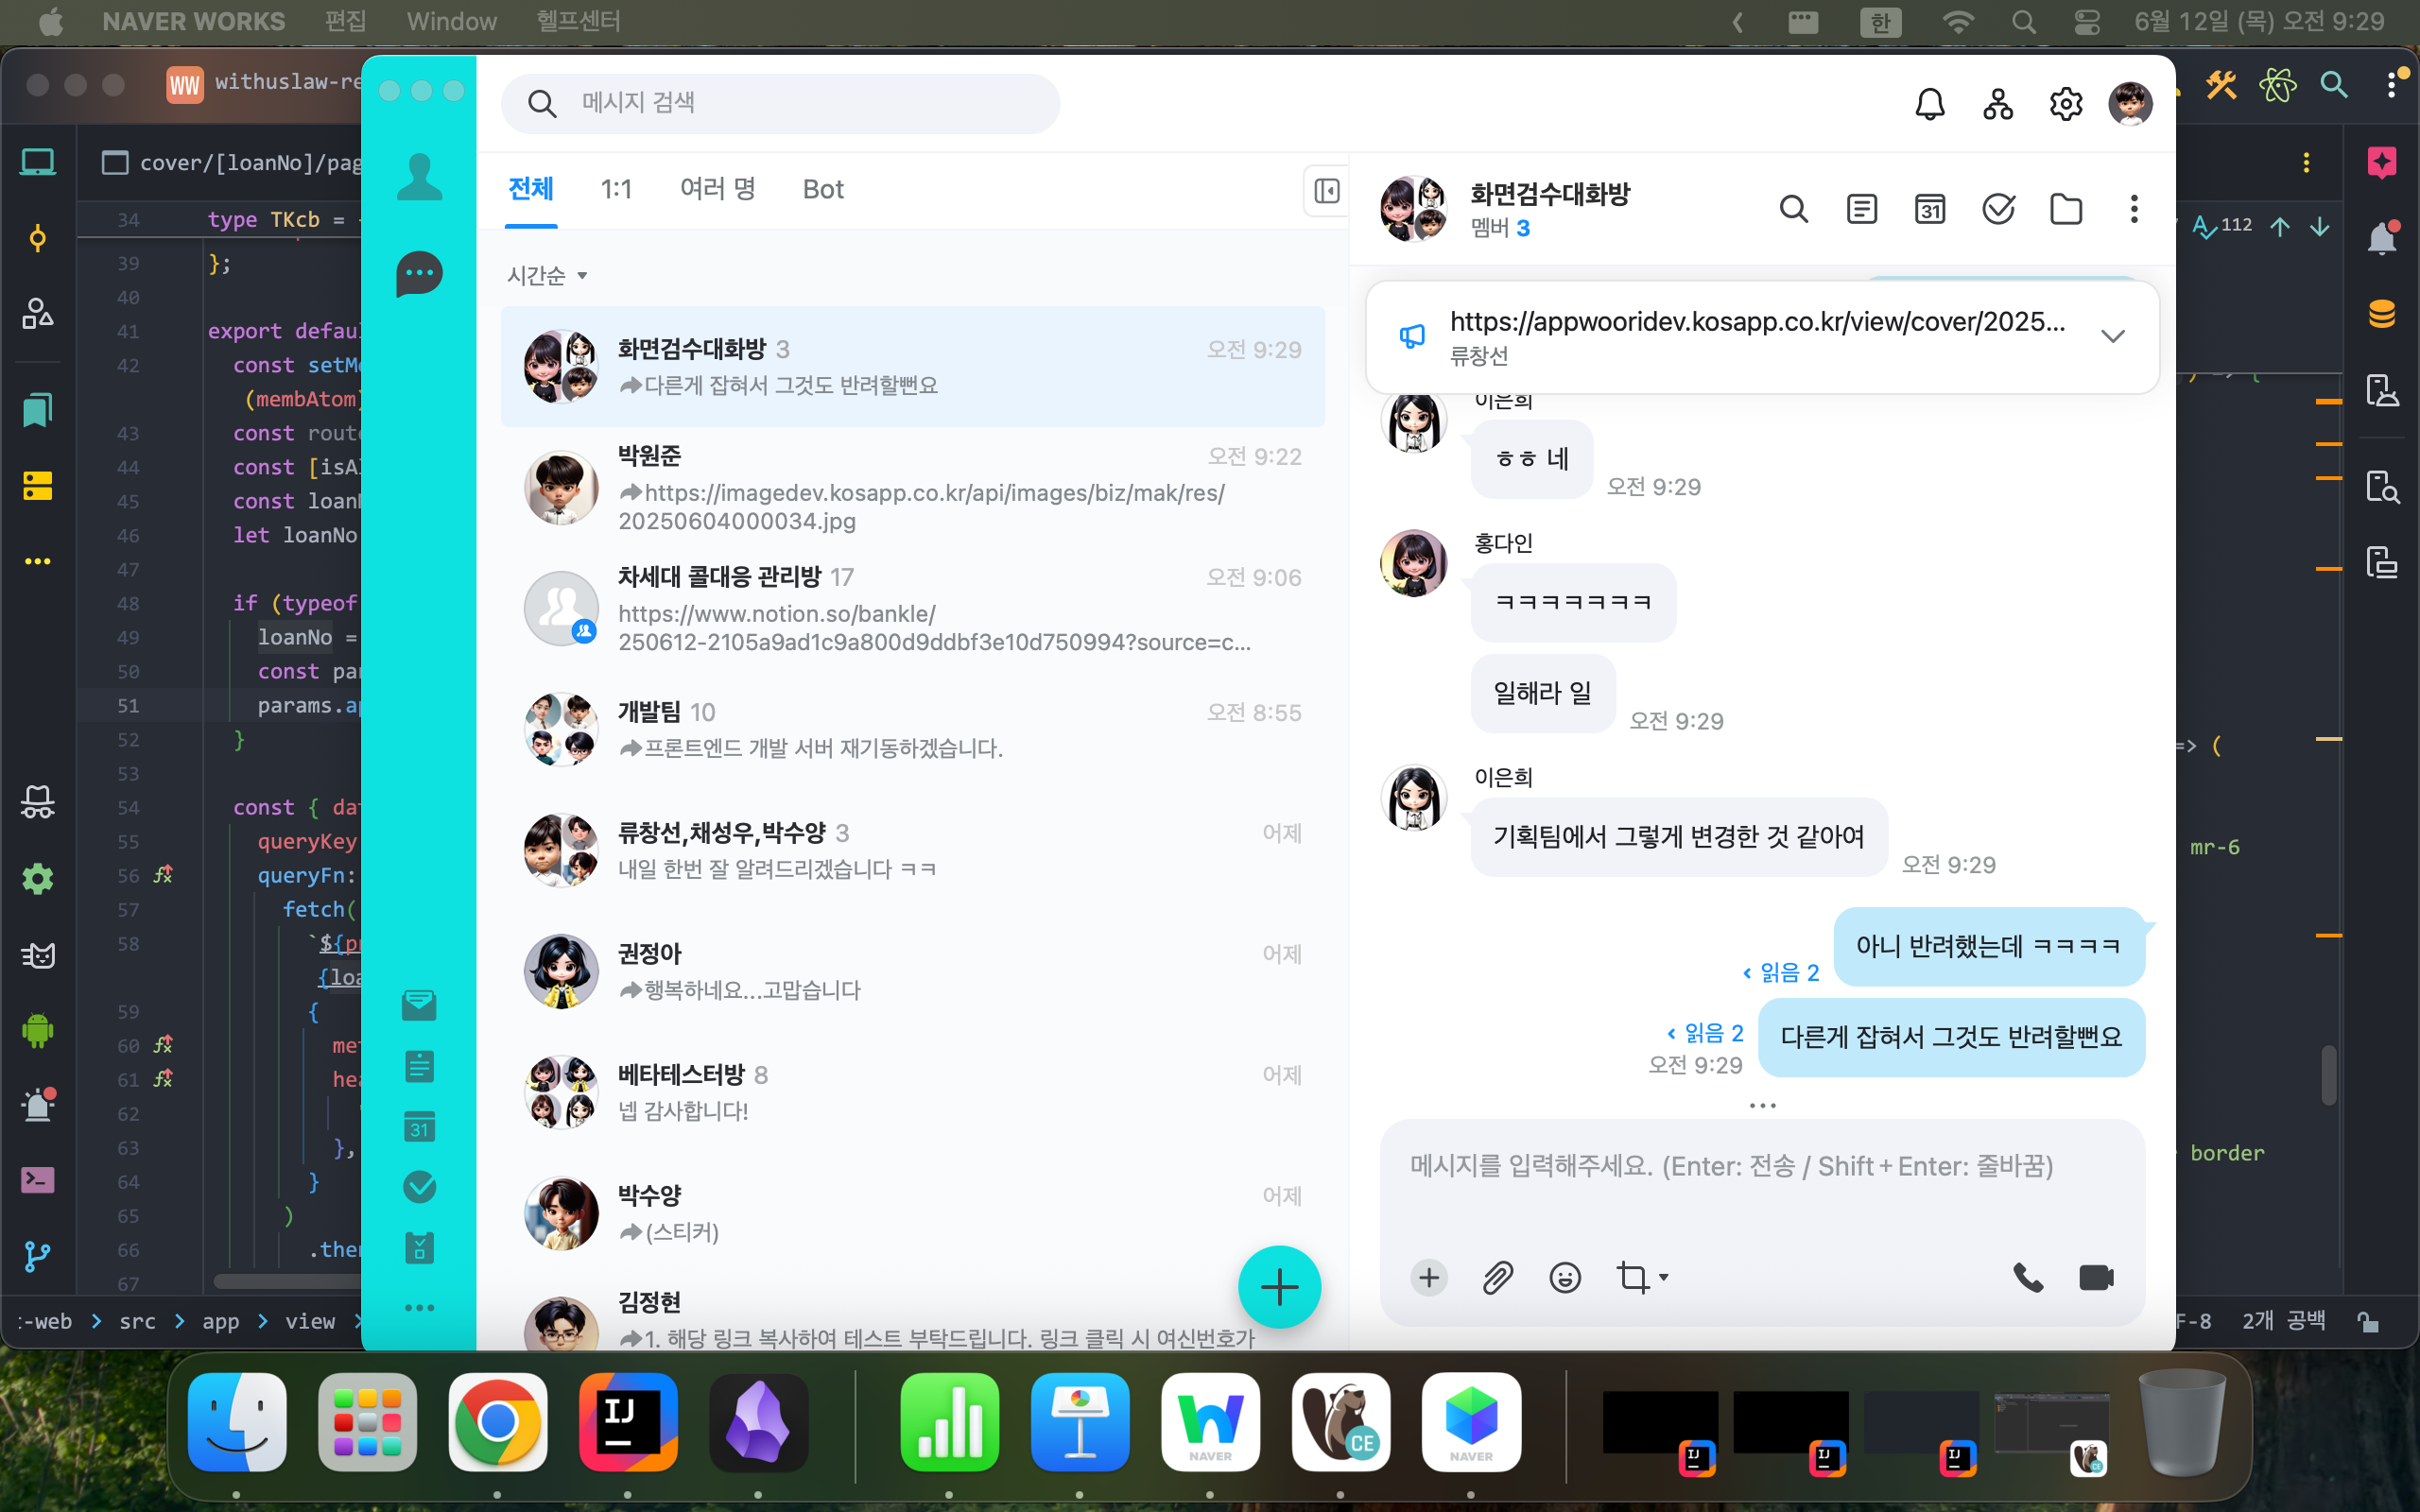 NAVER WORKS 편집 Window 헬프센터
한 6월 12일 (목) 오전 9:29
WW withuslaw-re
cover/[loanNo]/pag
34 type TKcb =
39 };
40
41 export defau
42 const setM
(membAtom
43 const rout
44 const [isA
45 const loan
46 let loanNo
47
48 if (typeof
49 loanNo =
50 const pa
51 params.a
52 }
53
54 const { da
55 queryKey
56 queryFn:
57 fetch(
58 `${p
{loa
59 {
60 me
61 hea
62
63 },
64 }
65 )
66 .the
67
:-web > src > app > view >
112
=> (
mr-6
border
F-8 2개 공백
메시지 검색
전체 1:1 여러 명 Bot
시간순
화면검수대화방 3 오전 9:29
다른게 잡혀서 그것도 반려할뻔요
박원준 오전 9:22
https://imagedev.kosapp.co.kr/api/images/biz/mak/res/
20250604000034.jpg
차세대 콜대응 관리방 17 오전 9:06
https://www.notion.so/bankle/
250612-2105a9ad1c9a800d9ddbf3e10d750994?source=c...
개발팀 10 오전 8:55
프론트엔드 개발 서버 재기동하겠습니다.
류창선,채성우,박수양 3 어제
내일 한번 잘 알려드리겠습니다 ㅋㅋ
권정아 어제
행복하네요...고맙습니다
베타테스터방 8 어제
넵 감사합니다!
박수양 어제
(스티커)
김정현
1. 해당 링크 복사하여 테스트 부탁드립니다. 링크 클릭 시 여신번호가
31
화면검수대화방
멤버 3
31
https://appwooridev.kosapp.co.kr/view/cover/2025...
류창선
이은희
ㅎㅎ 네
오전 9:29
홍다인
ㅋㅋㅋㅋㅋㅋㅋ
일해라 일
오전 9:29
이은희
기획팀에서 그렇게 변경한 것 같아여
오전 9:29
아니 반려했는데 ㅋㅋㅋㅋ
읽음 2
다른게 잡혀서 그것도 반려할뻔요
읽음 2
오전 9:29
메시지를 입력해주세요. (Enter: 전송 / Shift+Enter: 줄바꿈)
IJ
NAVER
CE
NAVER
IJ
IJ
IJ
CE